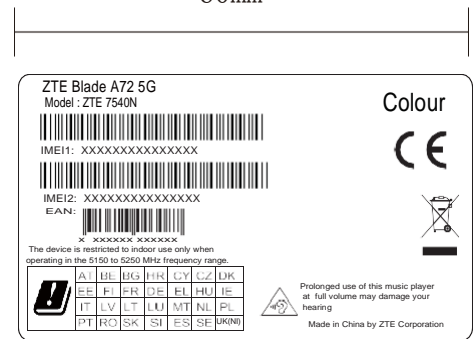 ZTE Blade A72 5G
Model : ZTE 7540N
Colour
CE
IMEI1: XXXXXXXXXXXXXXX
IMEI2: XXXXXXXXXXXXXXX
EAN:
X XXXXXX XXXXXX
The device is restricted to indoor use only when
operating in the 5150 to 5250 MHz frequency range.
AT BE BG HR CY CZ DK
EE FI FR DE EL HU IE
IT LV LT LU MT NL PL
PT RO SK SI ES SE UK(NI)
Prolonged use of this music player
at full volume may damage your
hearing
Made in China by ZTE Corporation